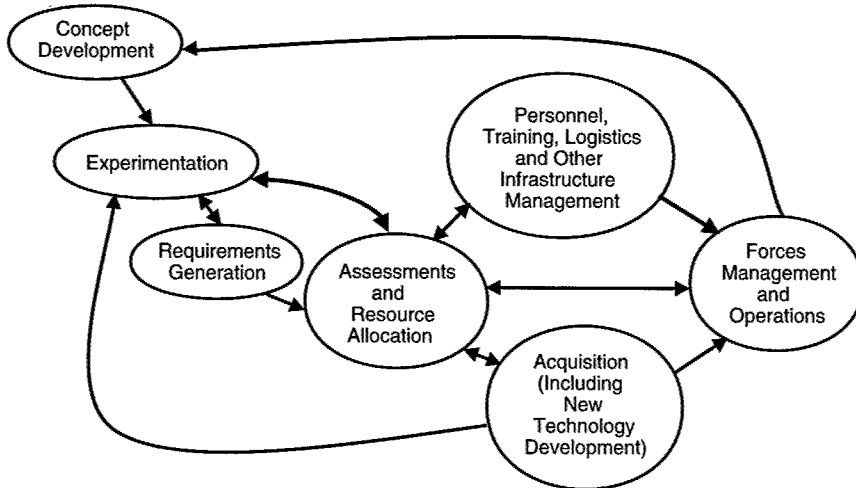 Concept
Development
Experimentation
Requirements
Generation
Assessments
and
Resource
Allocation
Personnel,
Training, Logistics
and Other
Infrastructure
Management
Forces
Management
and
Operations
Acquisition
(Including
New
Technology
Development)